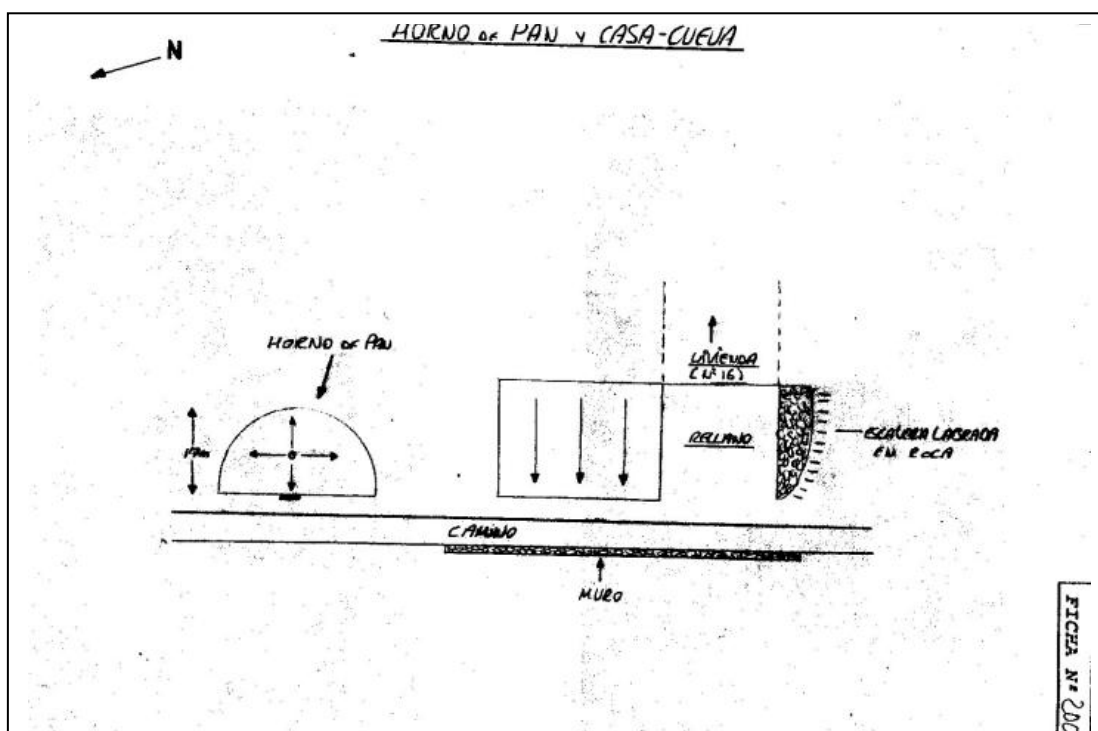 HORNO DE PAN Y CASA-CUEVA
N
HORNO DE PAN
VIVIENDA
(Nº 16)
RELLANO
ESCALERA LABRADA
EN ROCA
CAMINO
MURO
FICHA Nº 200